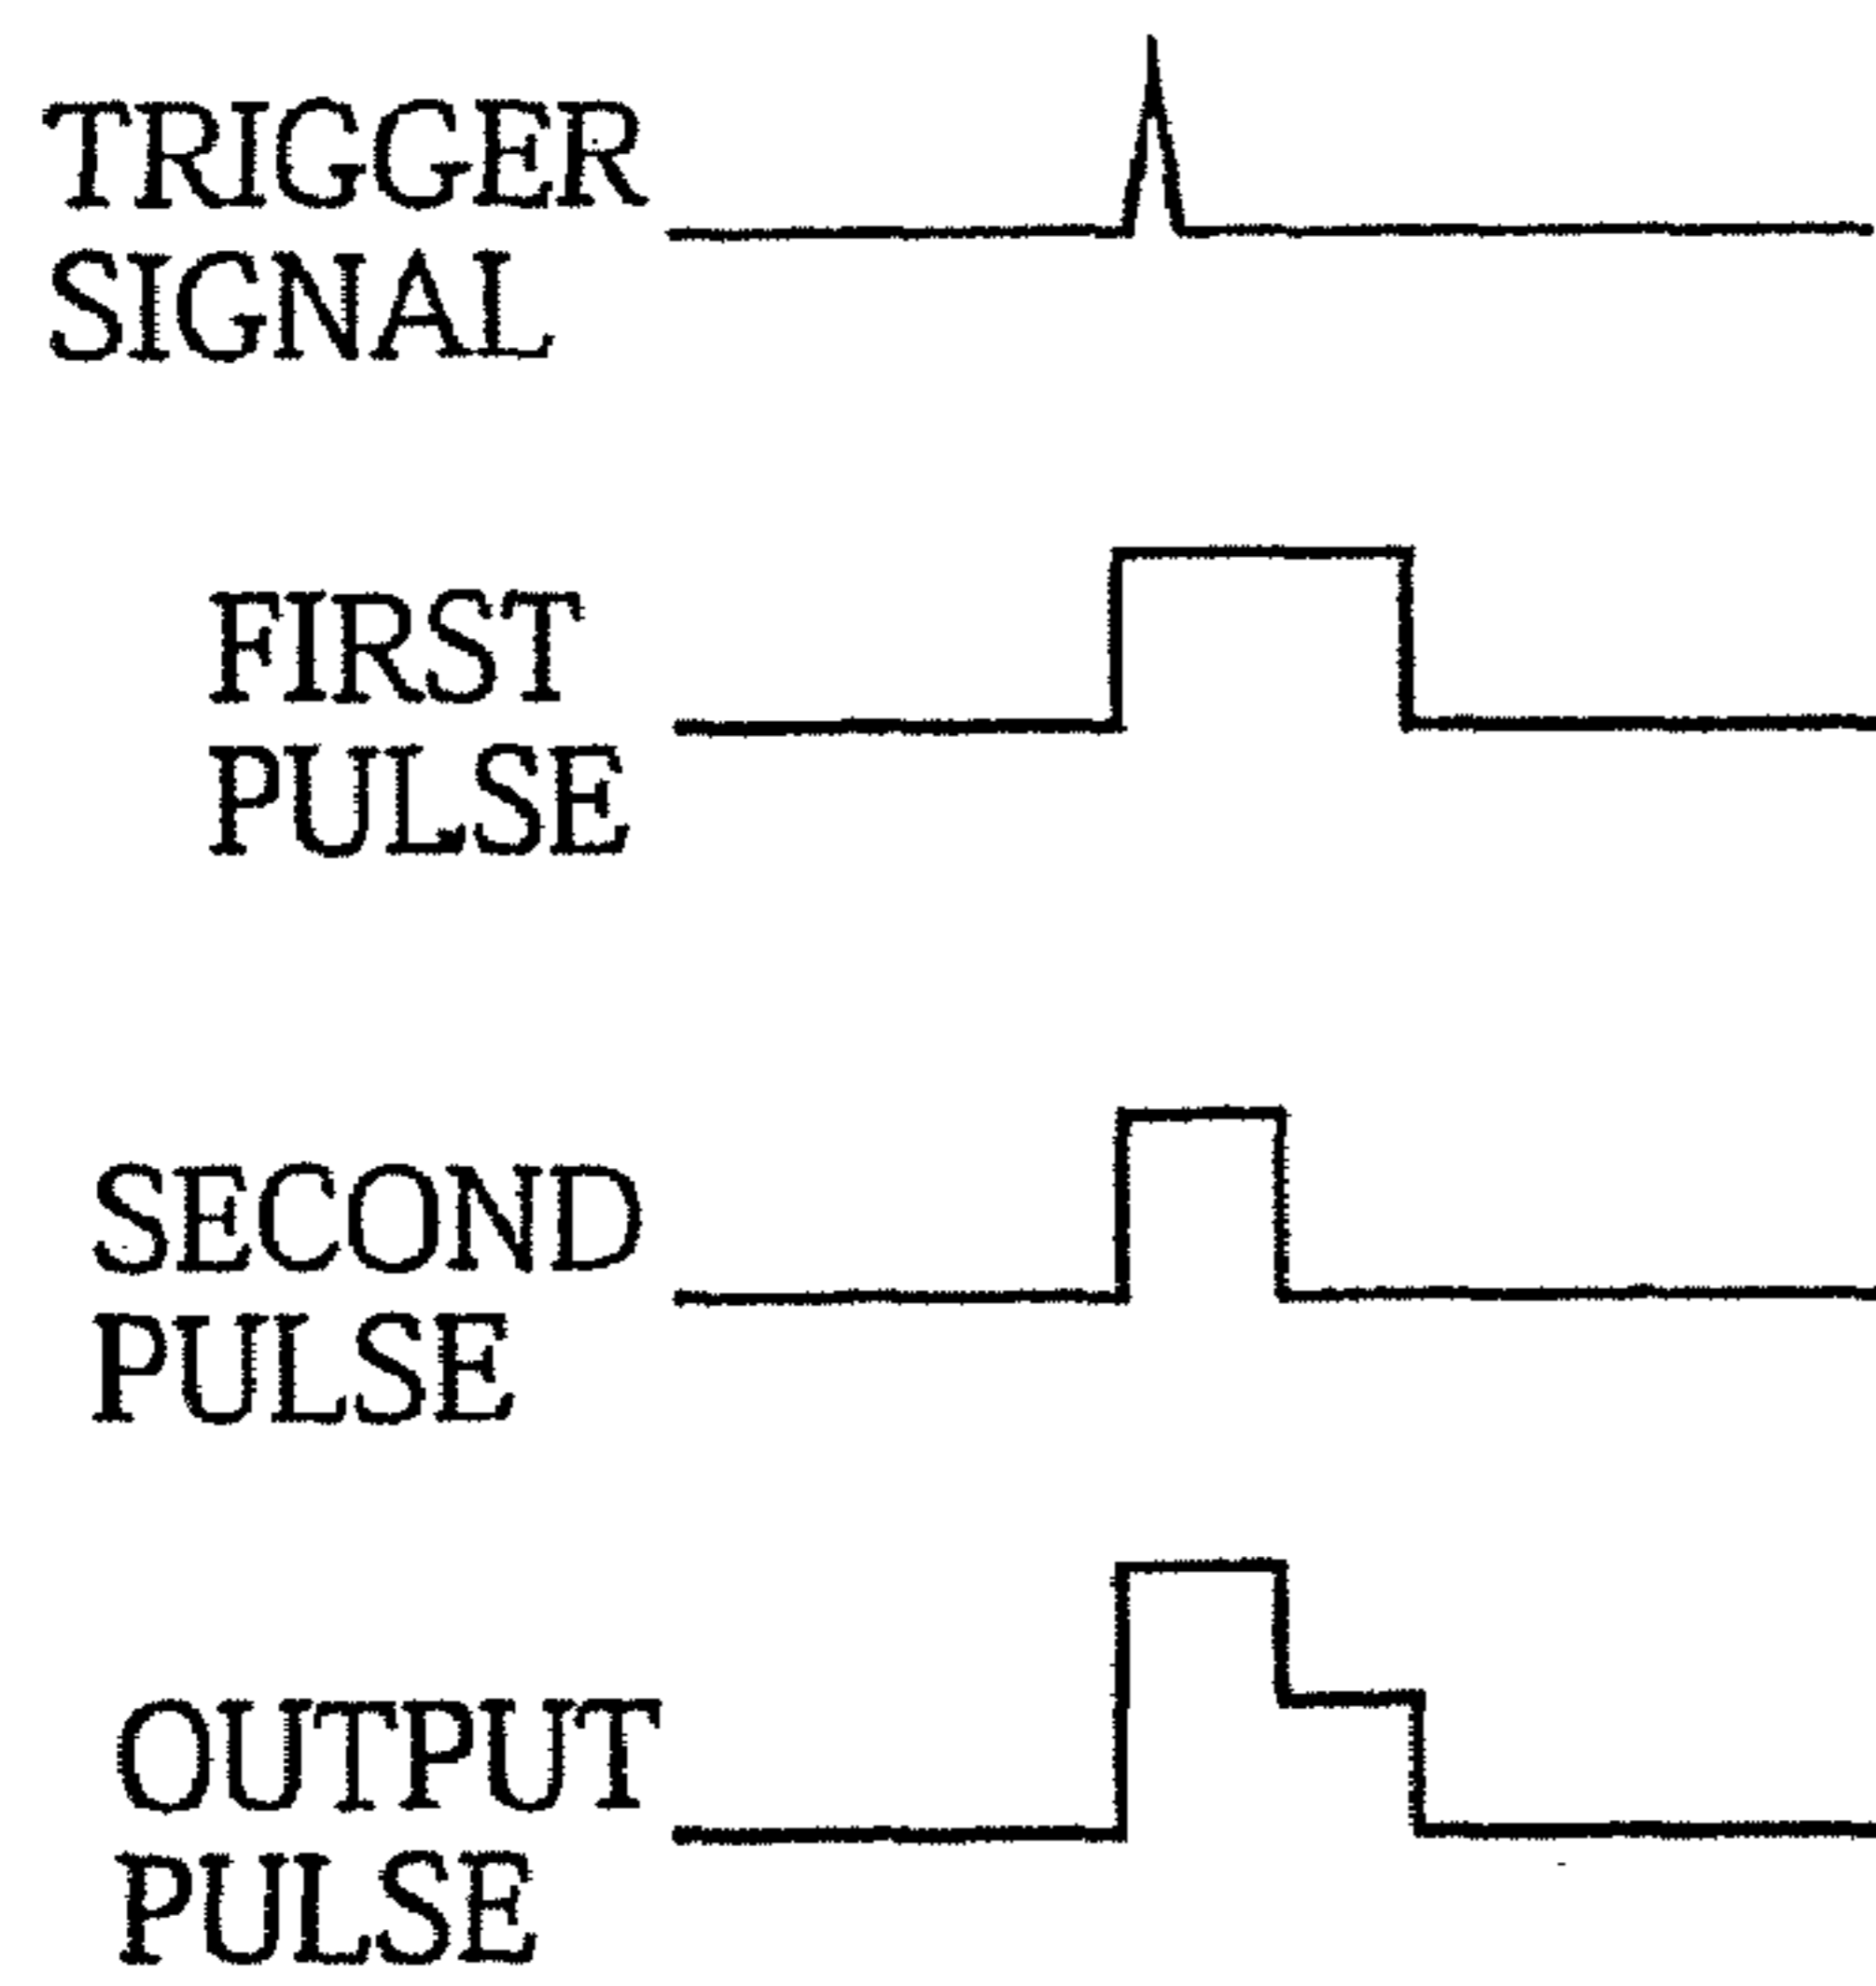 TRIGGER
SIGNAL
FIRST
PULSE
SECOND
PULSE
OUTPUT
PULSE